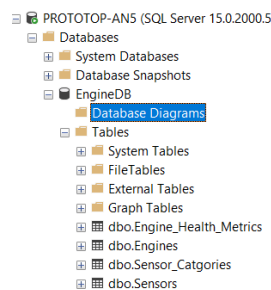 PROTOTOP-AN5 (SQL Server 15.0.2000.5
Databases
System Databases
Database Snapshots
EngineDB
Database Diagrams
Tables
System Tables
FileTables
External Tables
Graph Tables
dbo.Engine_Health_Metrics
dbo.Engines
dbo.Sensor_Catgories
dbo.Sensors